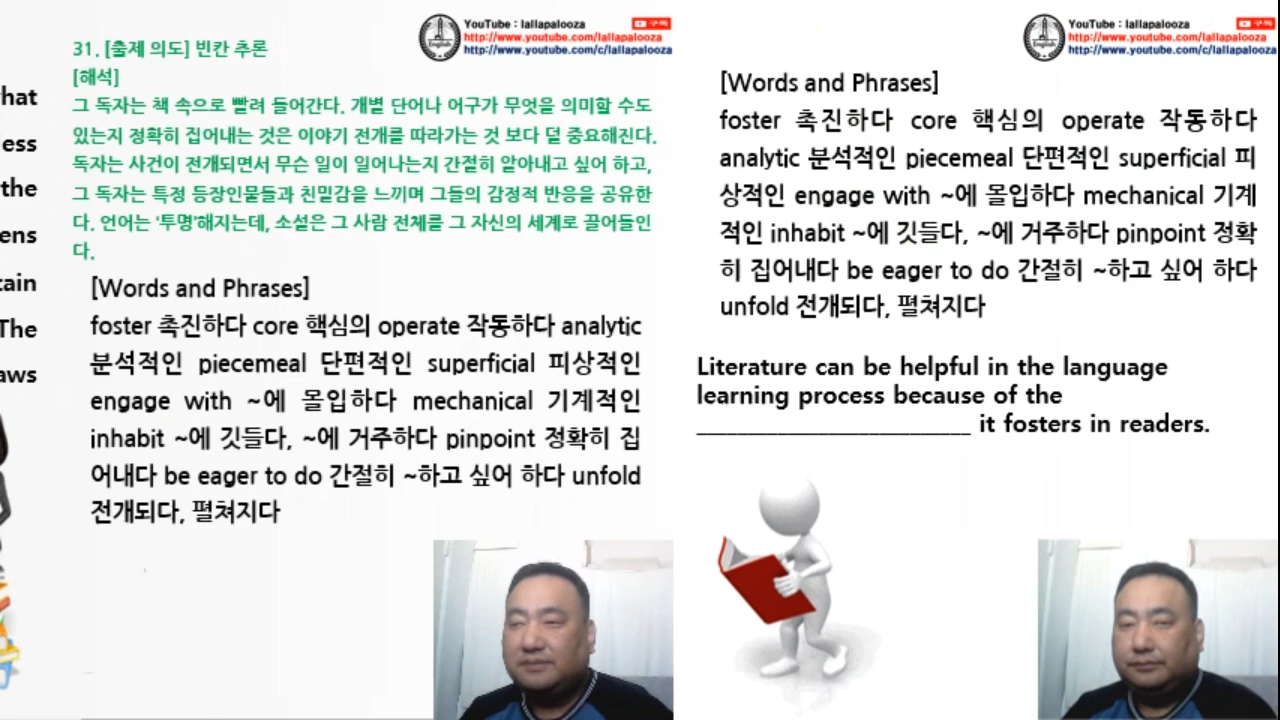 hat
ess
the
ens
tain
The
aws
YouTube : lallapalooza
구독
http://www.youtube.com/lallapalooza
http://www.youtube.com/c/lallapalooza
English
31. [출제 의도] 빈칸 추론
[해석]
그 독자는 책 속으로 빨려 들어간다. 개별 단어나 어구가 무엇을 의미할 수도
있는지 정확히 집어내는 것은 이야기 전개를 따라가는 것 보다 덜 중요해진다.
독자는 사건이 전개되면서 무슨 일이 일어나는지 간절히 알아내고 싶어 하고,
그 독자는 특정 등장인물들과 친밀감을 느끼며 그들의 감정적 반응을 공유한
다. 언어는 ‘투명’해지는데, 소설은 그 사람 전체를 그 자신의 세계로 끌어들인
다.
[Words and Phrases]
foster 촉진하다 core 핵심의 operate 작동하다 analytic
분석적인 piecemeal 단편적인 superficial 피상적인
engage with ~에 몰입하다 mechanical 기계적인
inhabit ~에 깃들다, ~에 거주하다 pinpoint 정확히 집
어내다 be eager to do 간절히 ~하고 싶어 하다 unfold
전개되다, 펼쳐지다
YouTube : lallapalooza
구독
http://www.youtube.com/lallapalooza
http://www.youtube.com/c/lallapalooza
English
[Words and Phrases]
foster 촉진하다 core 핵심의 operate 작동하다
analytic 분석적인 piecemeal 단편적인 superficial 피
상적인 engage with ~에 몰입하다 mechanical 기계
적인 inhabit ~에 깃들다, ~에 거주하다 pinpoint 정확
히 집어내다 be eager to do 간절히 ~하고 싶어 하다
unfold 전개되다, 펼쳐지다
Literature can be helpful in the language
learning process because of the
__________________________ it fosters in readers.